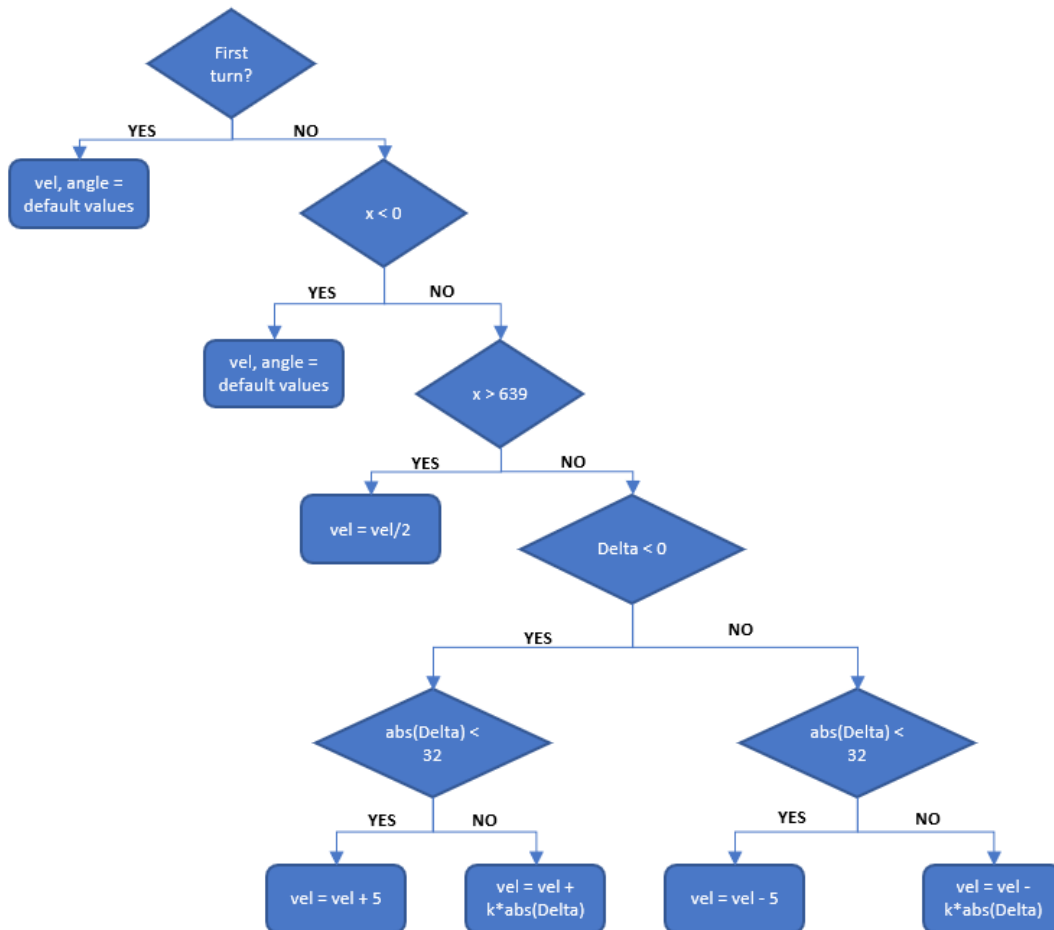 First
turn?
YES
NO
vel, angle =
default values
x < 0
YES
NO
vel, angle =
default values
x > 639
YES
NO
vel = vel/2
Delta < 0
YES
NO
abs(Delta) <
32
abs(Delta) <
32
YES
NO
YES
NO
vel = vel + 5
vel = vel +
k*abs(Delta)
vel = vel - 5
vel = vel -
k*abs(Delta)